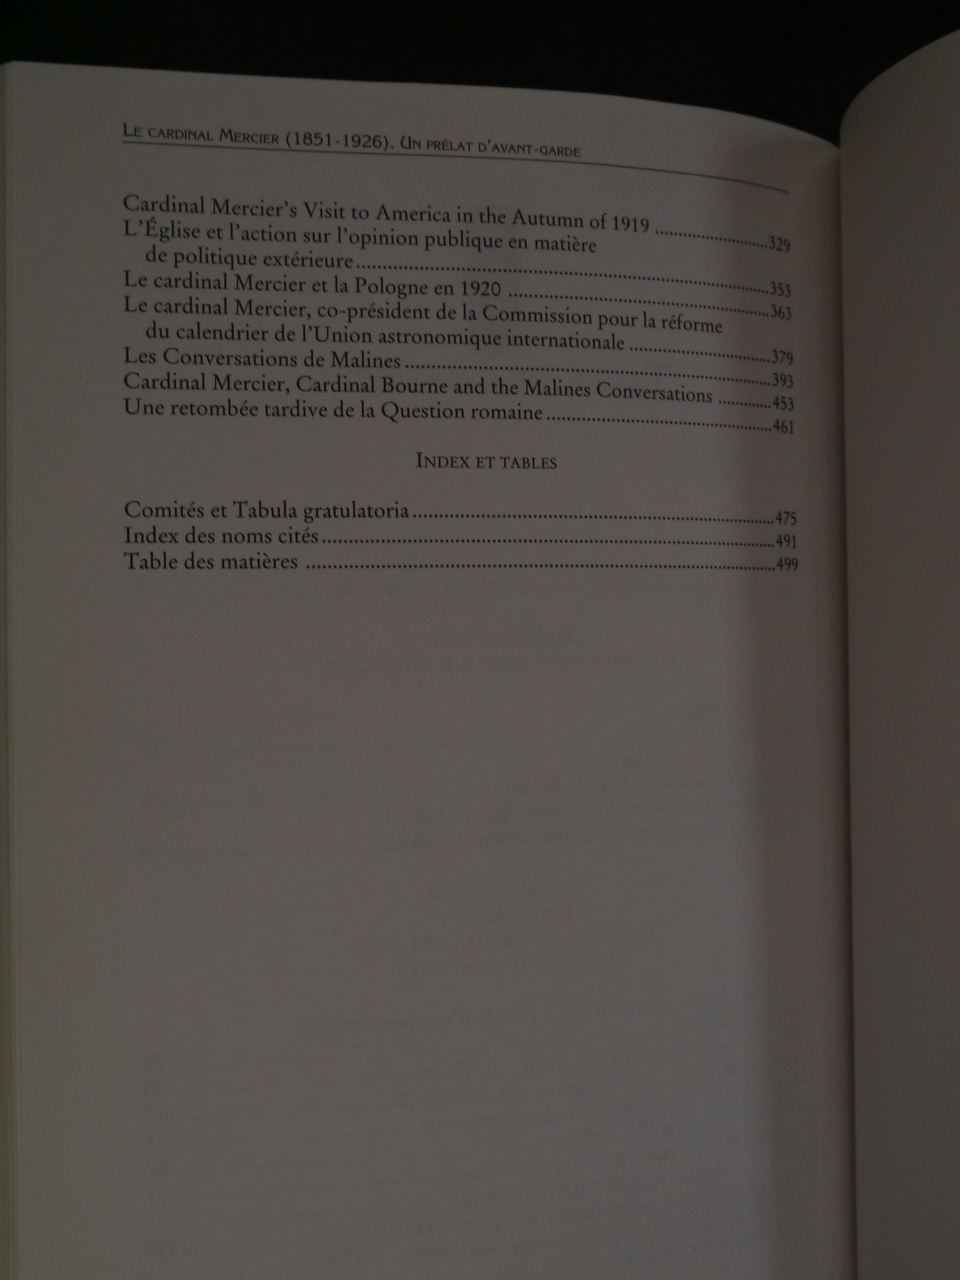 Le cardinal Mercier (1851-1926). Un prélat d'avant-garde
Cardinal Mercier's Visit to America in the Autumn of 1919 ........................329
L'Église et l'action sur l'opinion publique en matière
de politique extérieure........................353
Le cardinal Mercier et la Pologne en 1920 ........................363
Le cardinal Mercier, co-président de la Commission pour la réforme
du calendrier de l'Union astronomique internationale ........................379
Les Conversations de Malines........................393
Cardinal Mercier, Cardinal Bourne and the Malines Conversations ............453
Une retombée tardive de la Question romaine........................461
Index et tables
Comités et Tabula gratulatoria........................475
Index des noms cités........................491
Table des matières ........................499